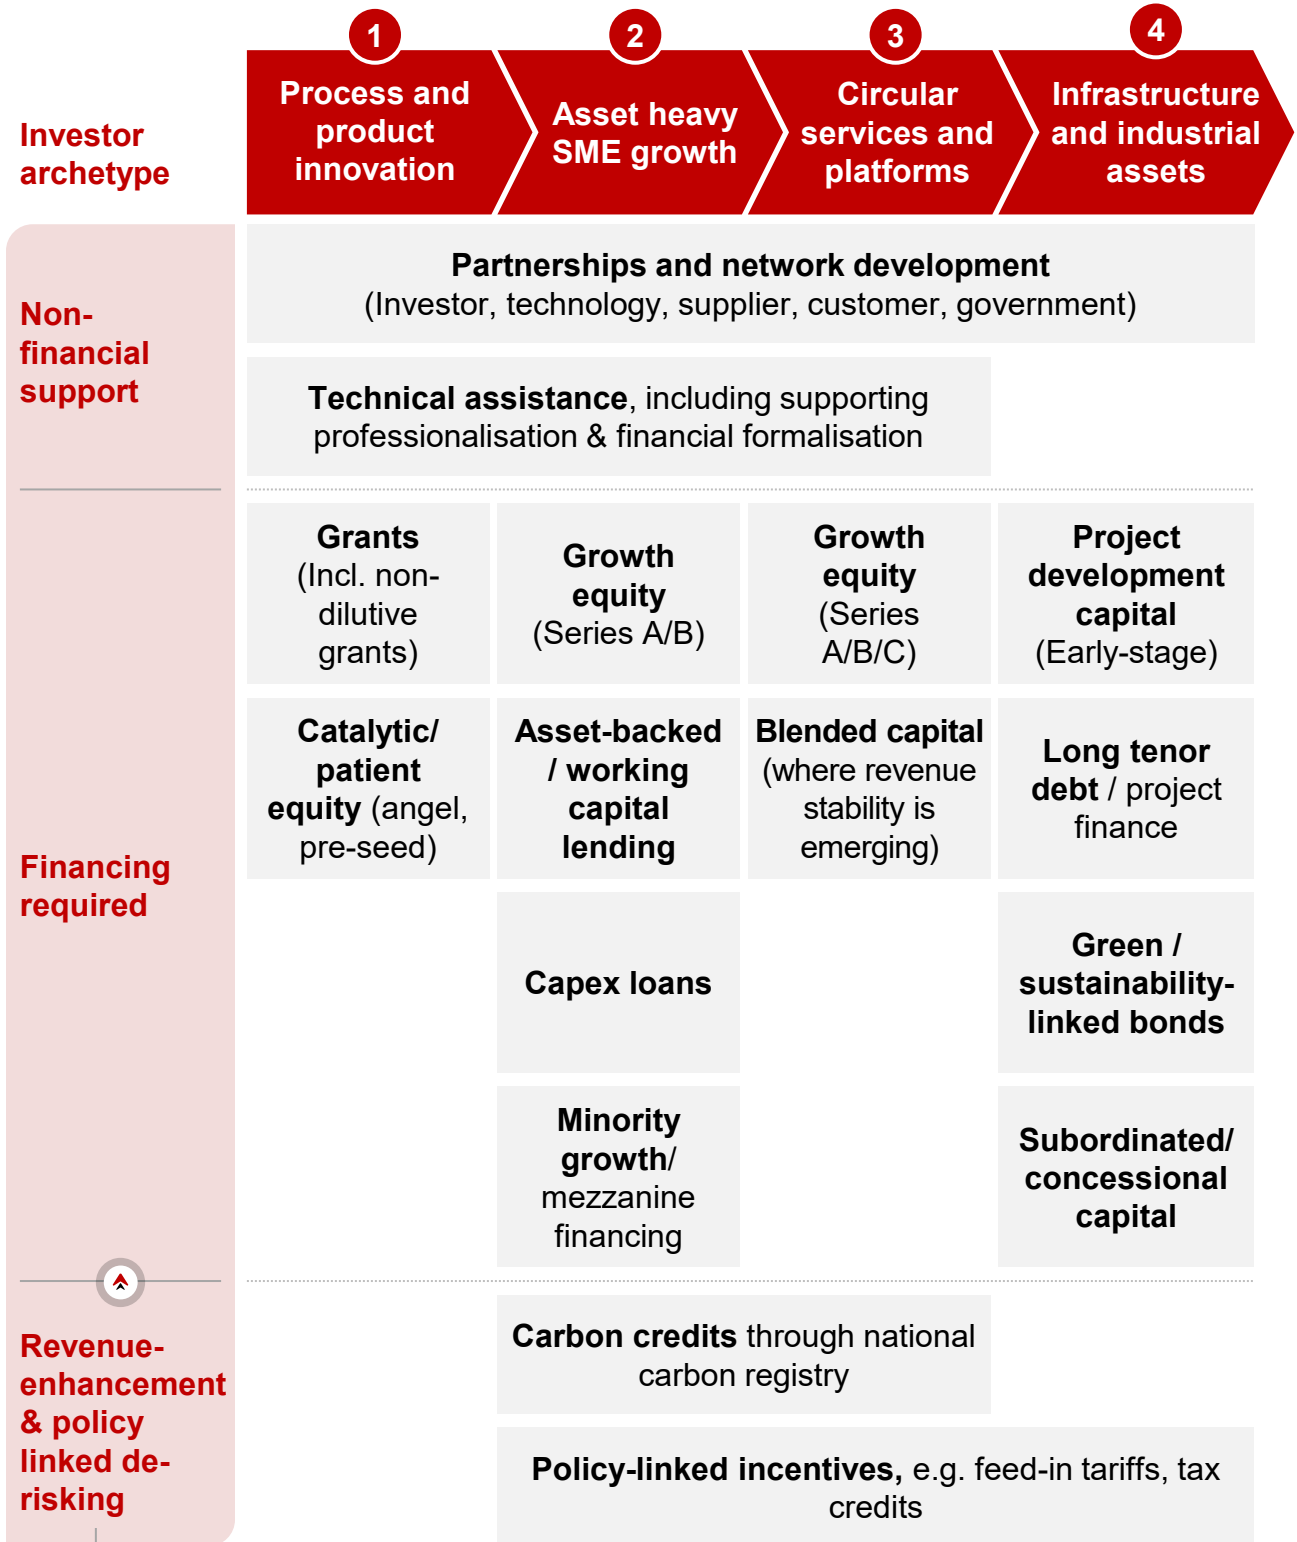 1
2
3
4
Investor
archetype
Process and
product
innovation
Asset heavy
SME growth
Circular
services and
platforms
Infrastructure
and industrial
assets
Non-
financial
support
Partnerships and network development
(Investor, technology, supplier, customer, government)
Technical assistance, including supporting
professionalisation & financial formalisation
Financing
required
Grants
(Incl. non-
dilutive
grants)
Growth
equity
(Series A/B)
Growth
equity
(Series
A/B/C)
Project
development
capital
(Early-stage)
Catalytic/
patient
equity (angel,
pre-seed)
Asset-backed
/ working
capital
lending
Blended capital
(where revenue
stability is
emerging)
Long tenor
debt / project
finance
Capex loans
Green /
sustainability-
linked bonds
Minority
growth/
mezzanine
financing
Subordinated/
concessional
capital
Revenue-
enhancement
& policy
linked de-
risking
Carbon credits through national
carbon registry
Policy-linked incentives, e.g. feed-in tariffs, tax
credits